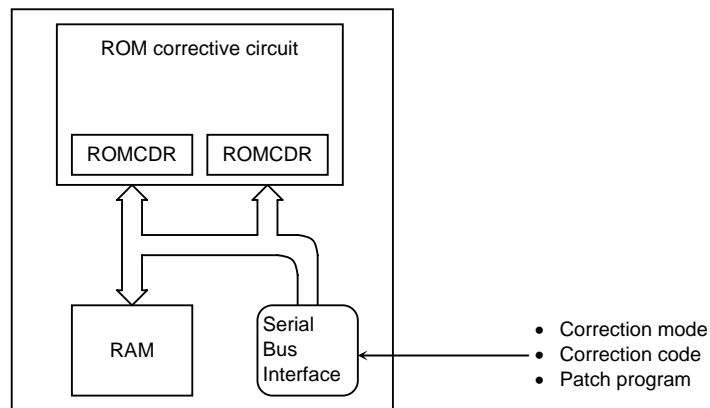 ROM corrective circuit
ROMCDR ROMCDR
RAM
Serial
Bus
Interface
• Correction mode
• Correction code
• Patch program